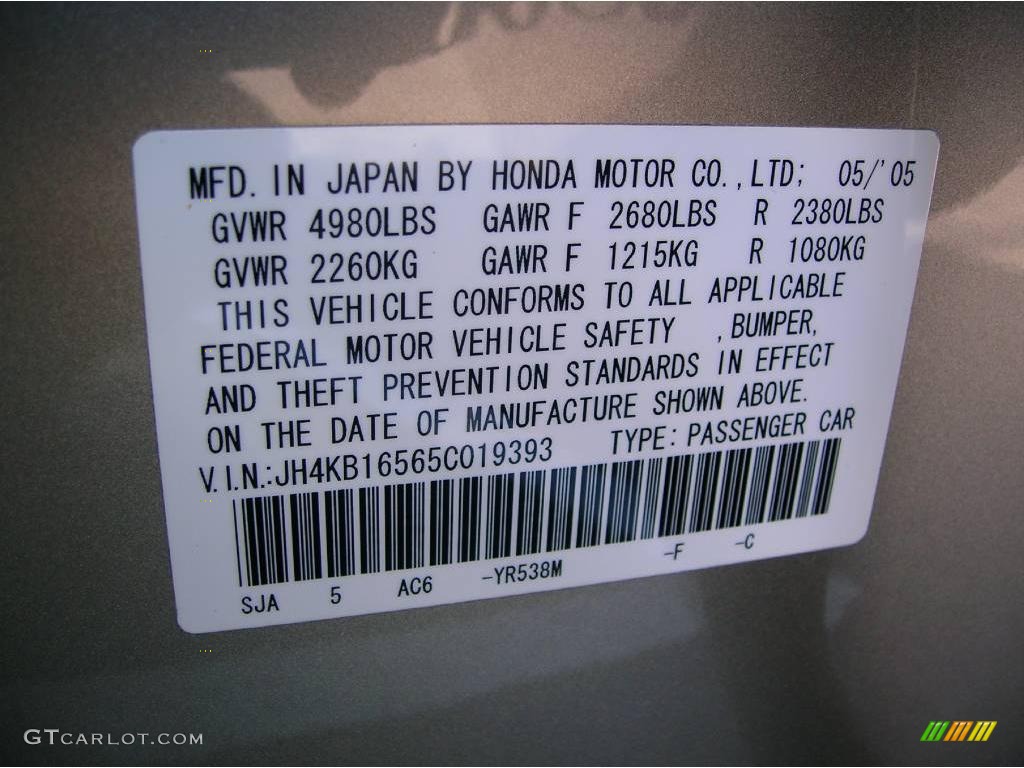 MFD. IN JAPAN BY HONDA MOTOR CO.,LTD; 05/'05
GVWR 4980LBS GAWR F 2680LBS R 2380LBS
GVWR 2260KG GAWR F 1215KG R 1080KG
THIS VEHICLE CONFORMS TO ALL APPLICABLE
FEDERAL MOTOR VEHICLE SAFETY ,BUMPER,
AND THEFT PREVENTION STANDARDS IN EFFECT
ON THE DATE OF MANUFACTURE SHOWN ABOVE.
V.I.N.:JH4KB16565C019393 TYPE: PASSENGER CAR
SJA 5 AC6 -YR538M -F -C
GTCARLOT.COM